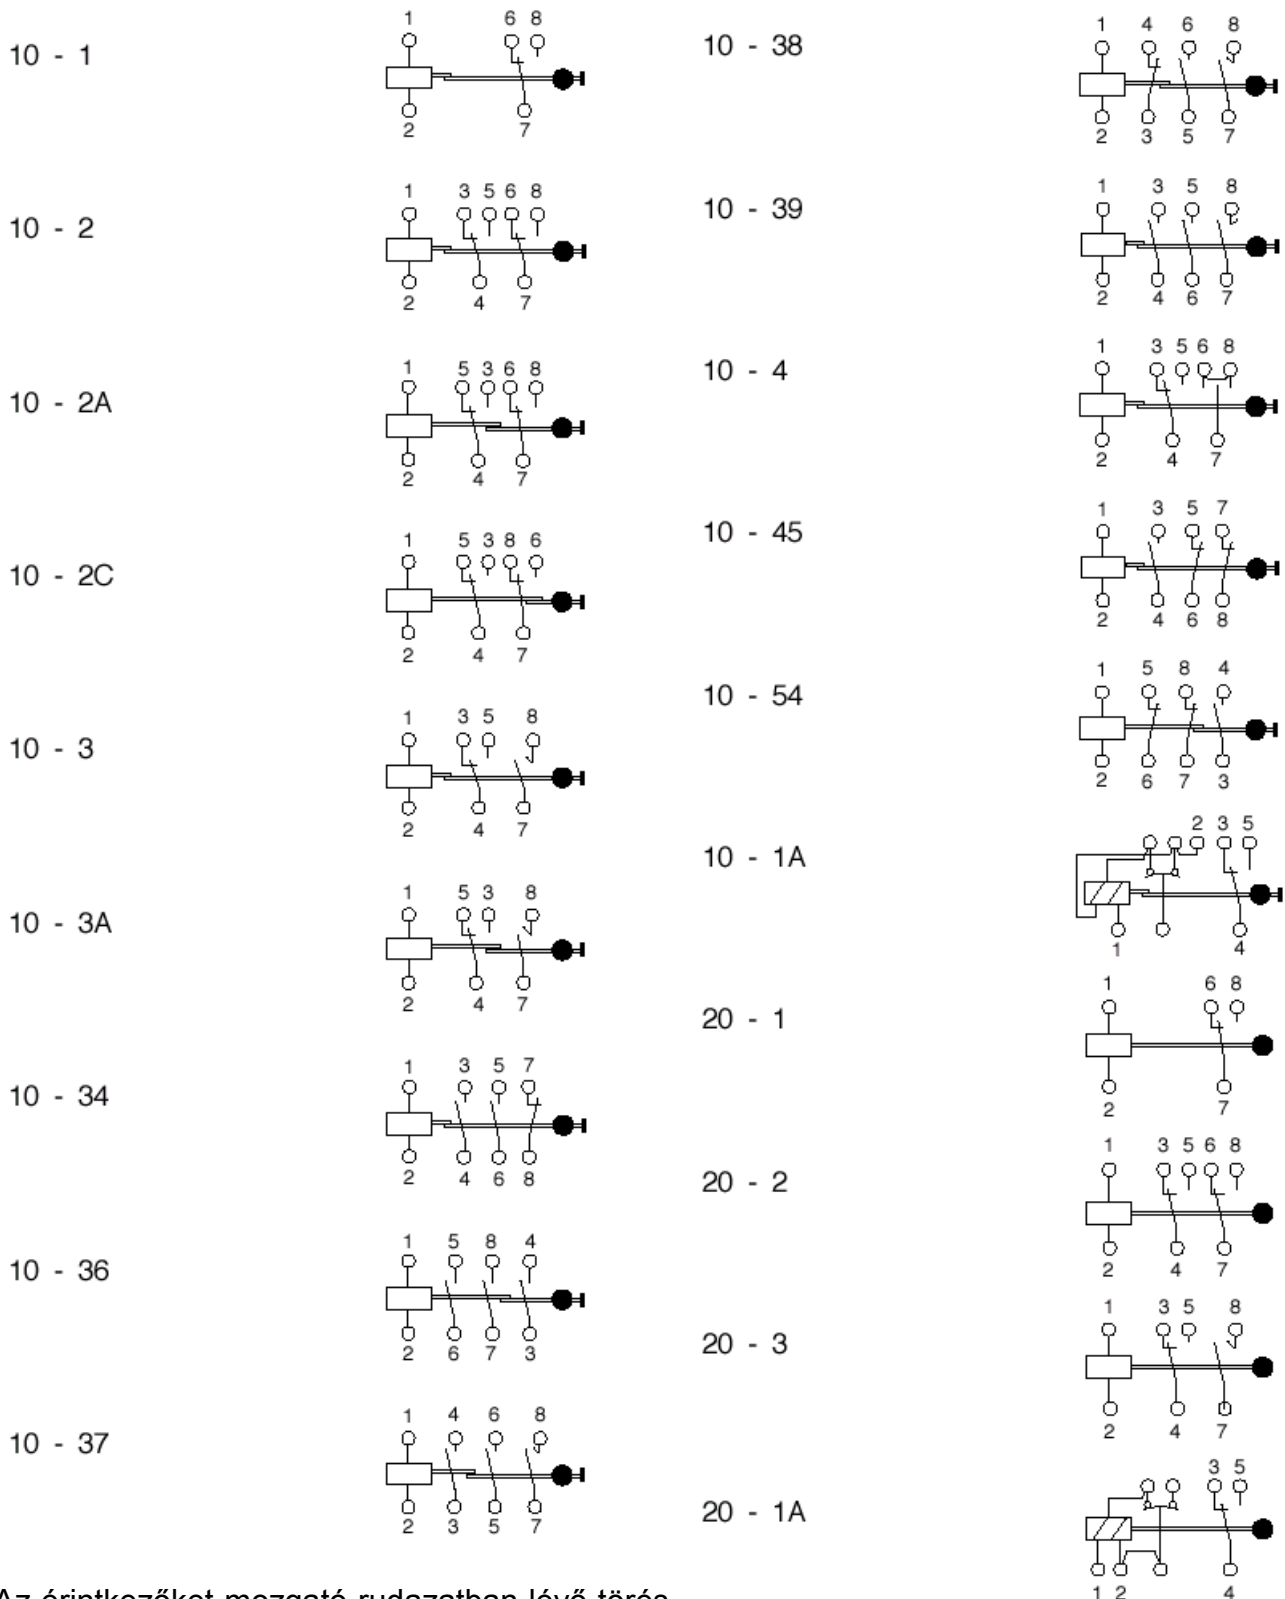 1 6 8
10 - 1
2 7
1 3 5 6 8
10 - 2
2 4 7
1 5 3 6 8
10 - 2A
2 4 7
1 5 3 8 6
10 - 2C
2 4 7
1 3 5 8
10 - 3
2 4 7
1 5 3 8
10 - 3A
2 4 7
1 3 5 7
10 - 34
2 4 6 8
1 5 8 4
10 - 36
2 6 7 3
1 4 6 8
10 - 37
2 3 5 7
Az érintkezőket mozgató rudazatban lévő törés
1 4 6 8
10 - 38
2 3 5 7
1 3 5 8
10 - 39
2 4 6 7
1 3 5 6 8
10 - 4
2 4 7
1 3 5 7
10 - 45
2 4 6 8
1 5 8 4
10 - 54
2 6 7 3
2 3 5
10 - 1A
1 4
1 6 8
20 - 1
2 7
1 3 5 6 8
20 - 2
2 4 7
1 3 5 8
20 - 3
2 4 7
3 5
20 - 1A
1 2 4